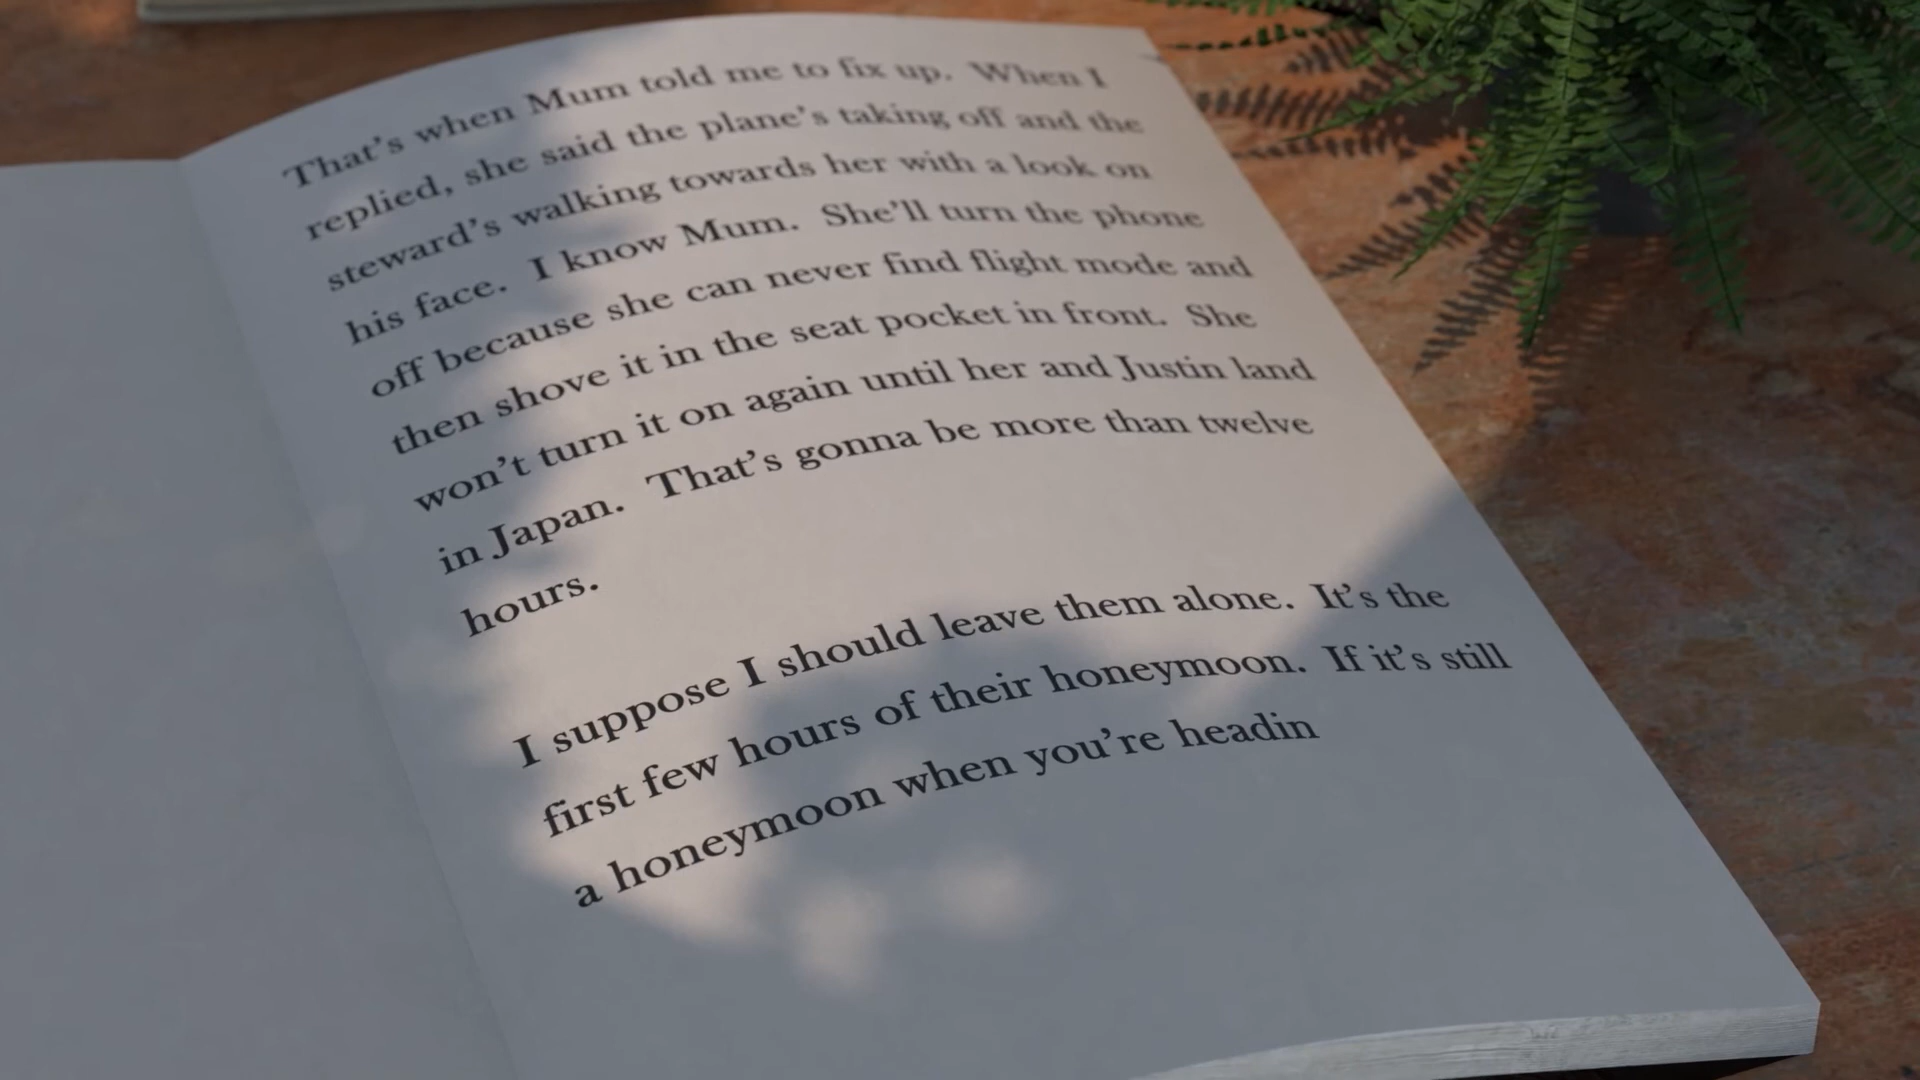 That's when Mum told me to fix up.  When I
replied, she said the plane's taking off and the
steward's walking towards her with a look on
his face.  I know Mum.  She'll turn the phone
off because she can never find flight mode and
then shove it in the seat pocket in front.  She
won't turn it on again until her and Justin land
in Japan.  That's gonna be more than twelve
hours.
I suppose I should leave them alone.  It's the
first few hours of their honeymoon.  If it's still
a honeymoon when you're headin